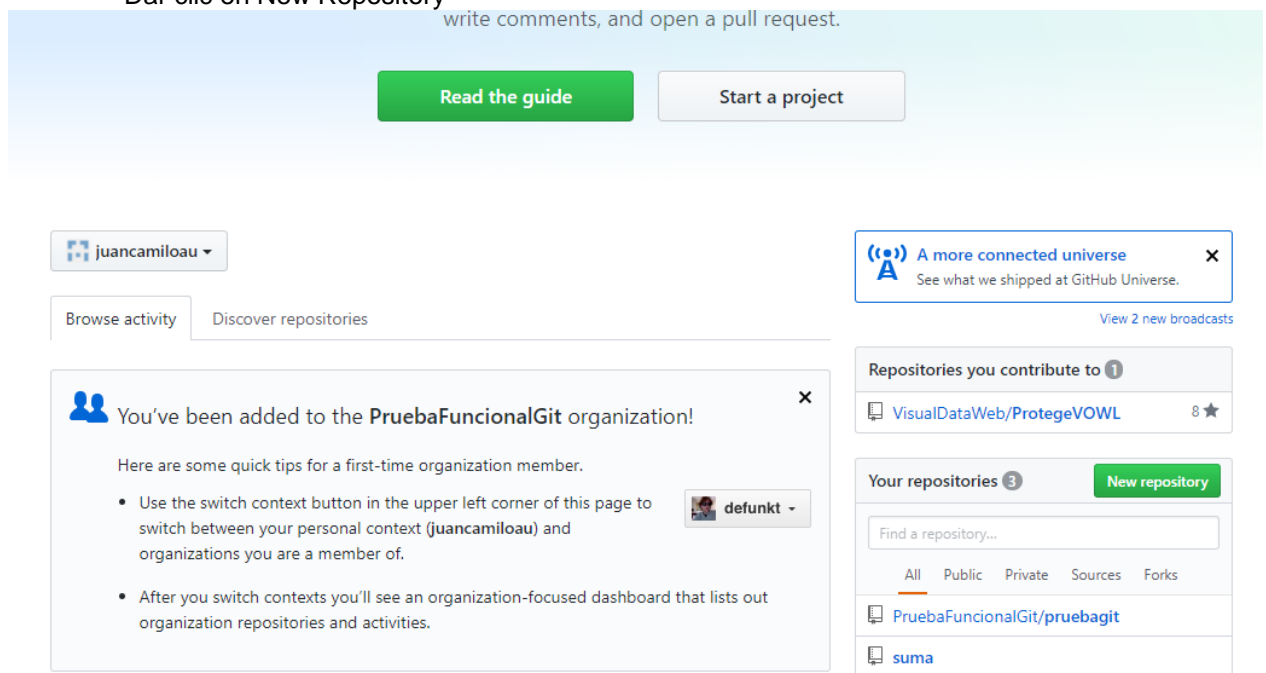 Dar clic en New Repository
write comments, and open a pull request.
Read the guide
Start a project
juancamiloau
Browse activity
Discover repositories
You've been added to the PruebaFuncionalGit organization!
Here are some quick tips for a first-time organization member.
• Use the switch context button in the upper left corner of this page to
switch between your personal context (juancamiloau) and
organizations you are a member of.
defunkt
• After you switch contexts you'll see an organization-focused dashboard that lists out
organization repositories and activities.
A more connected universe
See what we shipped at GitHub Universe.
View 2 new broadcasts
Repositories you contribute to 1
VisualDataWeb/ProtegeVOWL 8
Your repositories 3
New repository
Find a repository...
All Public Private Sources Forks
PruebaFuncionalGit/pruebagit
suma